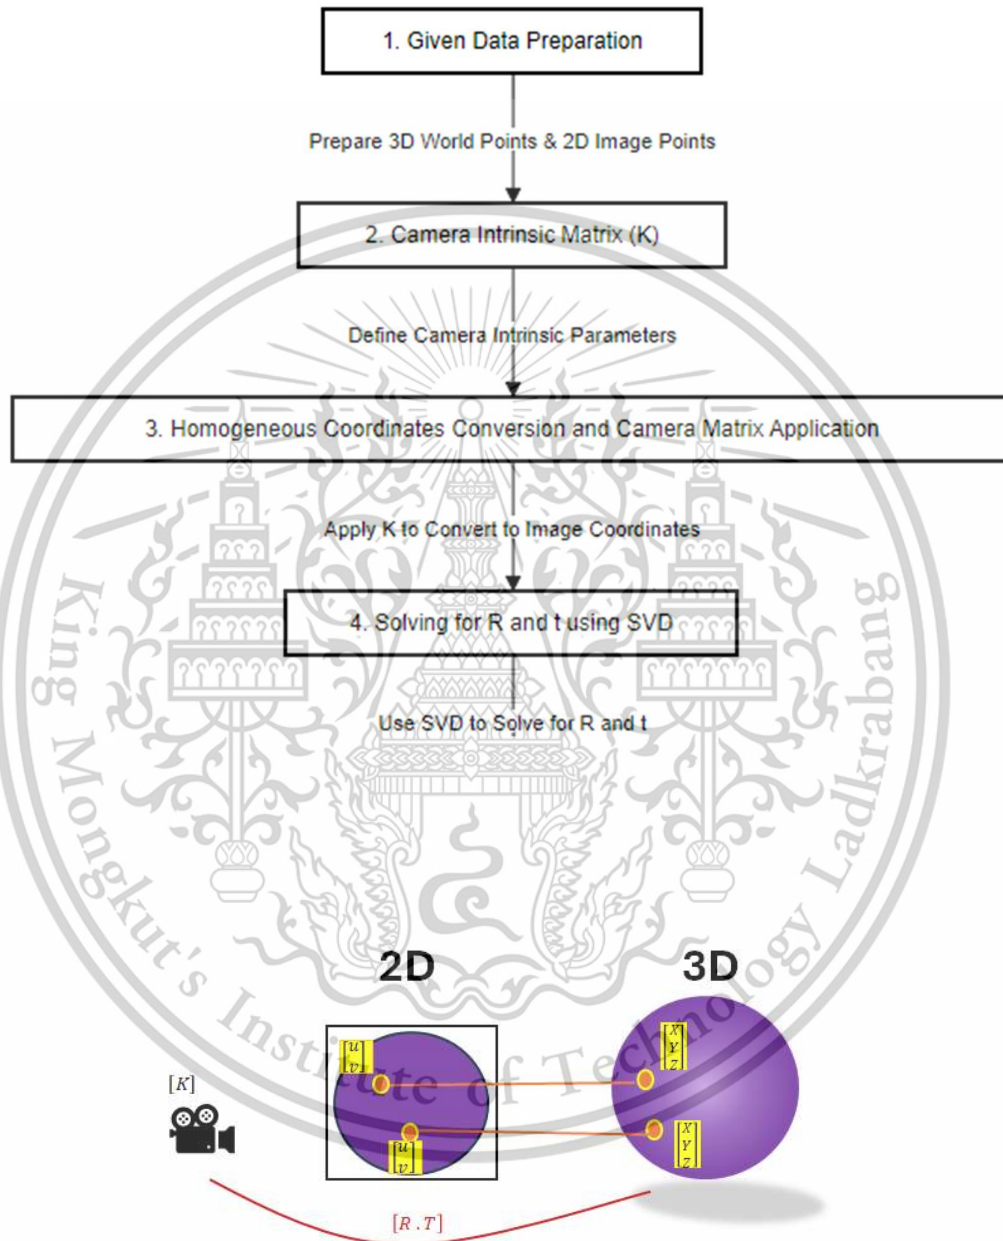 1. Given Data Preparation
Prepare 3D World Points & 2D Image Points
2. Camera Intrinsic Matrix (K)
Define Camera Intrinsic Parameters
3. Homogeneous Coordinates Conversion and Camera Matrix Application
Apply K to Convert to Image Coordinates
4. Solving for R and t using SVD
Use SVD to Solve for R and t
King Mongkut's Institute of Technology Ladkrabang
2D
3D
[u
v]
[X
Y
Z]
[K]
[u
v]
[X
Y
Z]
[R . T]